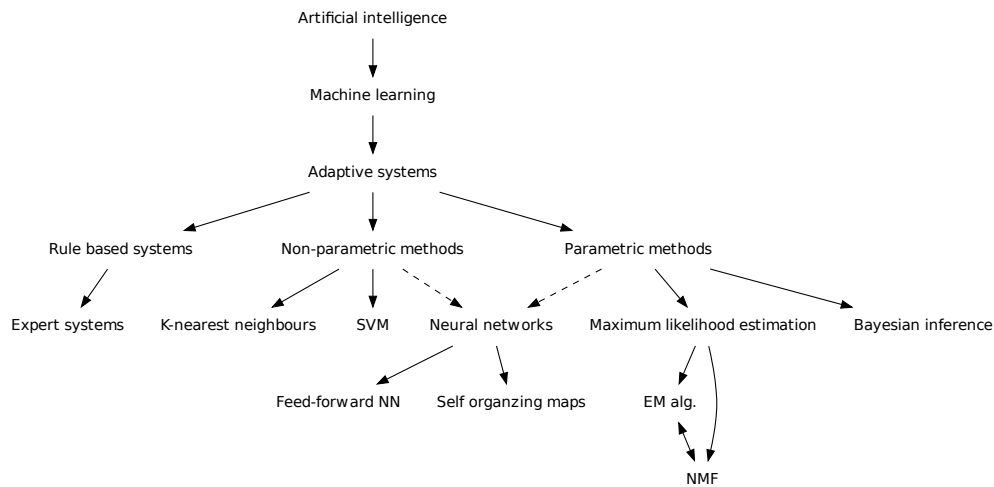 Artificial intelligence
Machine learning
Adaptive systems
Rule based systems
Non-parametric methods
Parametric methods
Expert systems
K-nearest neighbours
SVM
Neural networks
Maximum likelihood estimation
Bayesian inference
Feed-forward NN
Self organzing maps
EM alg.
NMF